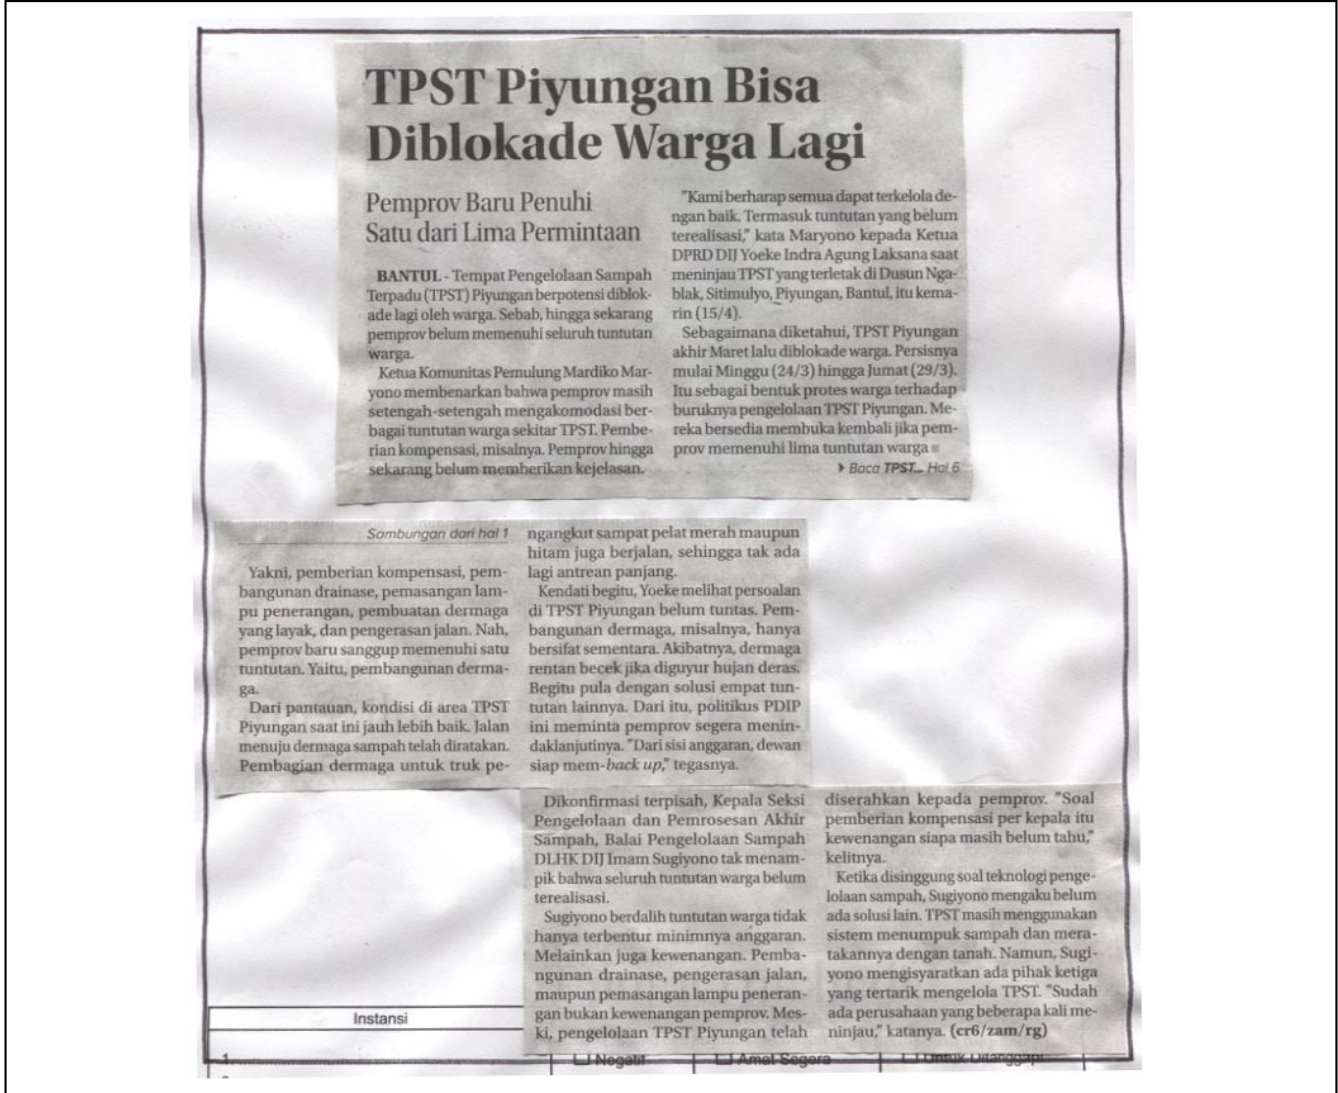 TPST Piyungan Bisa
Diblokade Warga Lagi
Pemprov Baru Penuhi
Satu dari Lima Permintaan
BANTUL - Tempat Pengelolaan Sampah
Terpadu (TPST) Piyungan berpotensi diblok-
ade lagi oleh warga. Sebab, hingga sekarang
pemprov belum memenuhi seluruh tuntutan
warga.
Ketua Komunitas Pemulung Mardiko Mar-
yono membenarkan bahwa pemprov masih
setengah-setengah mengakomodasi ber-
bagai tuntutan warga sekitar TPST. Pembe-
rian kompensasi, misalnya. Pemprov hingga
sekarang belum memberikan kejelasan.
"Kami berharap semua dapat terkelola de-
ngan baik. Termasuk tuntutan yang belum
terealisasi," kata Maryono kepada Ketua
DPRD DIJ Yoeke Indra Agung Laksana saat
meninjau TPST yang terletak di Dusun Nga-
blak, Sitimulyo, Piyungan, Bantul, itu kema-
rin (15/4).
Sebagaimana diketahui, TPST Piyungan
akhir Maret lalu diblokade warga. Persisnya
mulai Minggu (24/3) hingga Jumat (29/3).
Itu sebagai bentuk protes warga terhadap
buruknya pengelolaan TPST Piyungan. Me-
reka bersedia membuka kembali jika pem-
prov memenuhi lima tuntutan warga
Baca TPST... Hal 6
Sambungan dari hal 1
Yakni, pemberian kompensasi, pem-
bangunan drainase, pemasangan lam-
pu penerangan, pembuatan dermaga
yang layak, dan pengerasan jalan. Nah,
pemprov baru sanggup memenuhi satu
tuntutan. Yaitu, pembangunan derma-
ga.
Dari pantauan, kondisi di area TPST
Piyungan saat ini jauh lebih baik. Jalan
menuju dermaga sampah telah diratakan.
Pembagian dermaga untuk truk pe-
ngangkut sampat pelat merah maupun
hitam juga berjalan, sehingga tak ada
lagi antrean panjang.
Kendati begitu, Yoeke melihat persoalan
di TPST Piyungan belum tuntas. Pem-
bangunan dermaga, misalnya, hanya
bersifat sementara. Akibatnya, dermaga
rentan becek jika diguyur hujan deras.
Begitu pula dengan solusi empat tun-
tutan lainnya. Dari itu, politikus PDIP
ini meminta pemprov segera menin-
daklanjutinya. "Dari sisi anggaran, dewan
siap mem-back up," tegasnya.
Dikonfirmasi terpisah, Kepala Seksi
Pengelolaan dan Pemrosesan Akhir
Sampah, Balai Pengelolaan Sampah
DLHK DIJ Imam Sugiyono tak menam-
pik bahwa seluruh tuntutan warga belum
terealisasi.
Sugiyono berdalih tuntutan warga tidak
hanya terbentur minimnya anggaran.
Melainkan juga kewenangan. Pemba-
ngunan drainase, pengerasan jalan,
maupun pemasangan lampu peneran-
gan bukan kewenangan pemprov. Mes-
ki, pengelolaan TPST Piyungan telah
diserahkan kepada pemprov. "Soal
pemberian kompensasi per kepala itu
kewenangan siapa masih belum tahu,"
kelitnya.
Ketika disinggung soal teknologi penge-
lolaan sampah, Sugiyono mengaku belum
ada solusi lain. TPST masih menggunakan
sistem menumpuk sampah dan mera-
takannya dengan tanah. Namun, Sugi-
yono mengisyaratkan ada pihak ketiga
yang tertarik mengelola TPST. "Sudah
ada perusahaan yang beberapa kali me-
ninjau," katanya. (cr6/zam/rg)
Instansi
1.
Negatif
Amat Segera
Untuk Ditanggapi